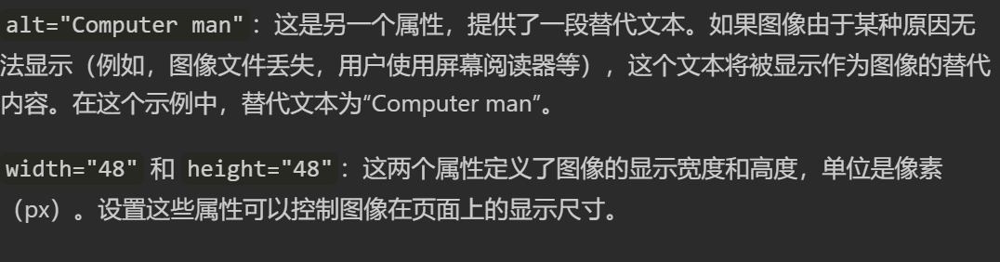 alt="Computer man"：这是另一个属性，提供了一段替代文本。如果图像由于某种原因无
法显示（例如，图像文件丢失，用户使用屏幕阅读器等），这个文本将被显示作为图像的替代
内容。在这个示例中，替代文本为“Computer man”。
width="48" 和 height="48"：这两个属性定义了图像的显示宽度和高度，单位是像素
（px）。设置这些属性可以控制图像在页面上的显示尺寸。